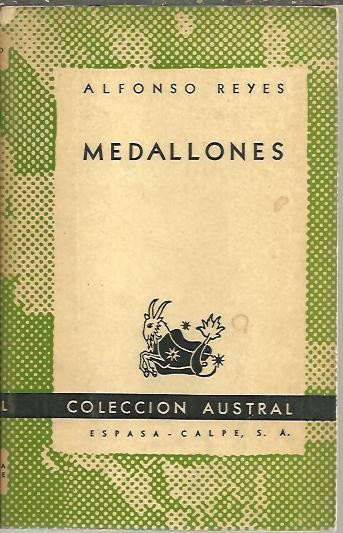 ALFONSO REYES
MEDALLONES
COLECCION AUSTRAL
ESPASA - CALPE, S. A.